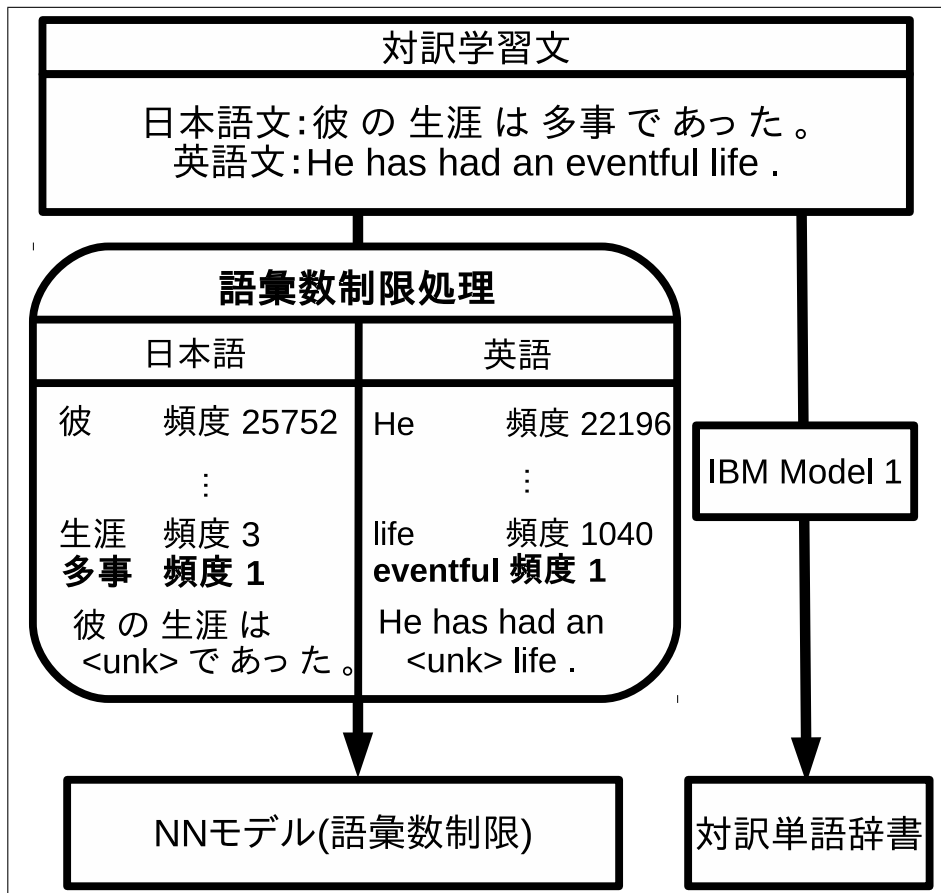 対訳学習文
日本語文:彼 の 生涯 は 多事 で あっ た 。
英語文:He has had an eventful life .
語彙数制限処理
日本語
英語
彼 頻度 25752
⋮
生涯 頻度 3
多事 頻度 1
彼 の 生涯 は
<unk> で あっ た 。
He 頻度 22196
⋮
life 頻度 1040
eventful 頻度 1
He has had an
<unk> life .
IBM Model 1
NNモデル(語彙数制限)
対訳単語辞書